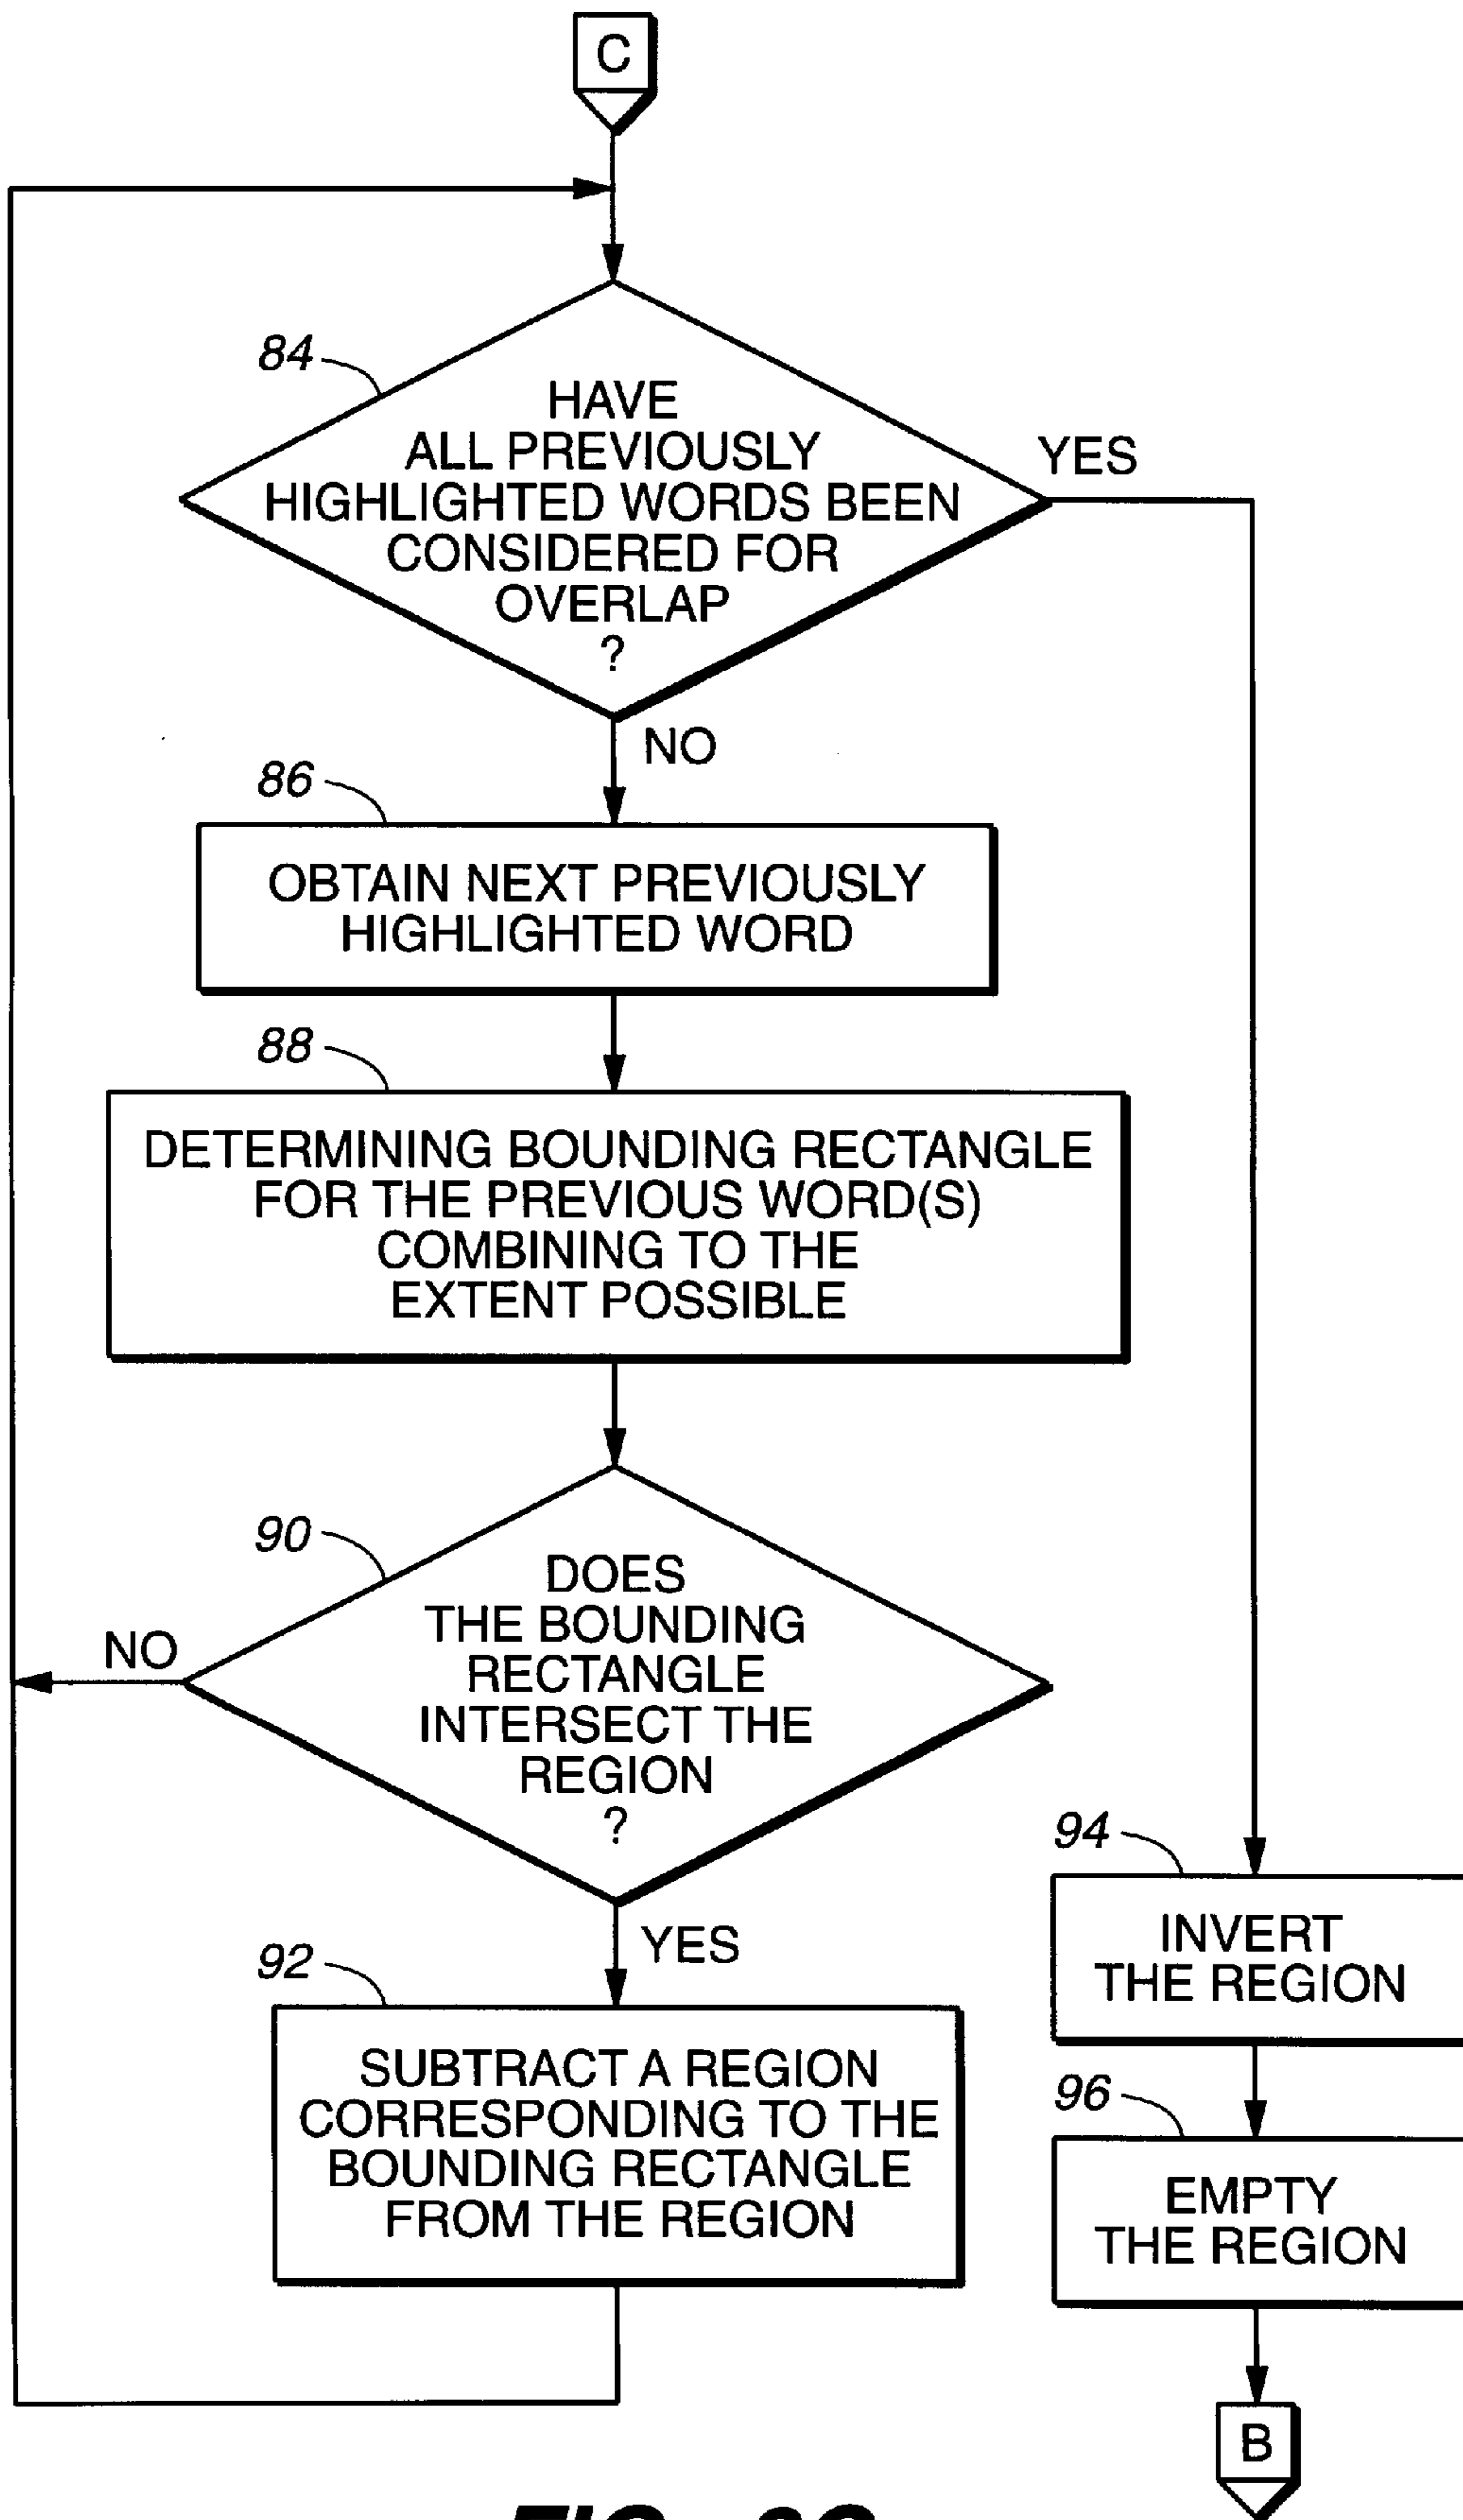 C
84
HAVE
ALL PREVIOUSLY
HIGHLIGHTED WORDS BEEN
CONSIDERED FOR
OVERLAP
?
YES
NO
86
OBTAIN NEXT PREVIOUSLY
HIGHLIGHTED WORD
88
DETERMINING BOUNDING RECTANGLE
FOR THE PREVIOUS WORD(S)
COMBINING TO THE
EXTENT POSSIBLE
90
DOES
THE BOUNDING
RECTANGLE
INTERSECT THE
REGION
?
NO
YES
92
SUBTRACT A REGION
CORRESPONDING TO THE
BOUNDING RECTANGLE
FROM THE REGION
94
INVERT
THE REGION
96
EMPTY
THE REGION
B